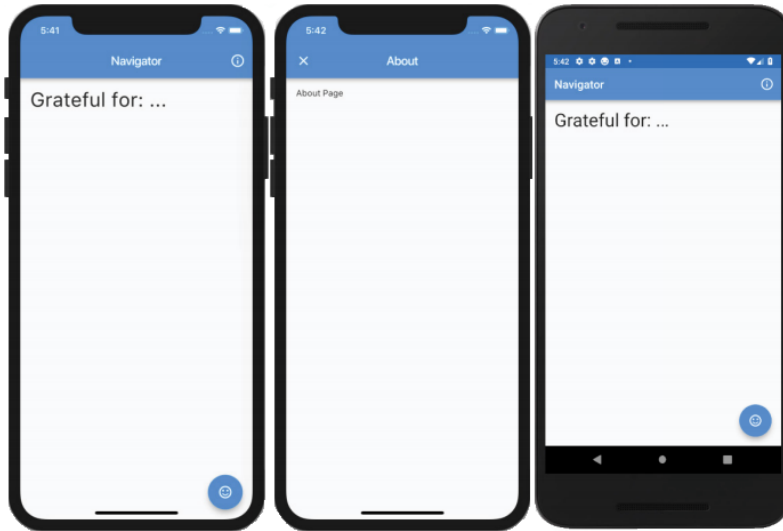 5:41
Navigator
Grateful for: ...
5:42
About
About Page
5:42
Navigator
Grateful for: ...